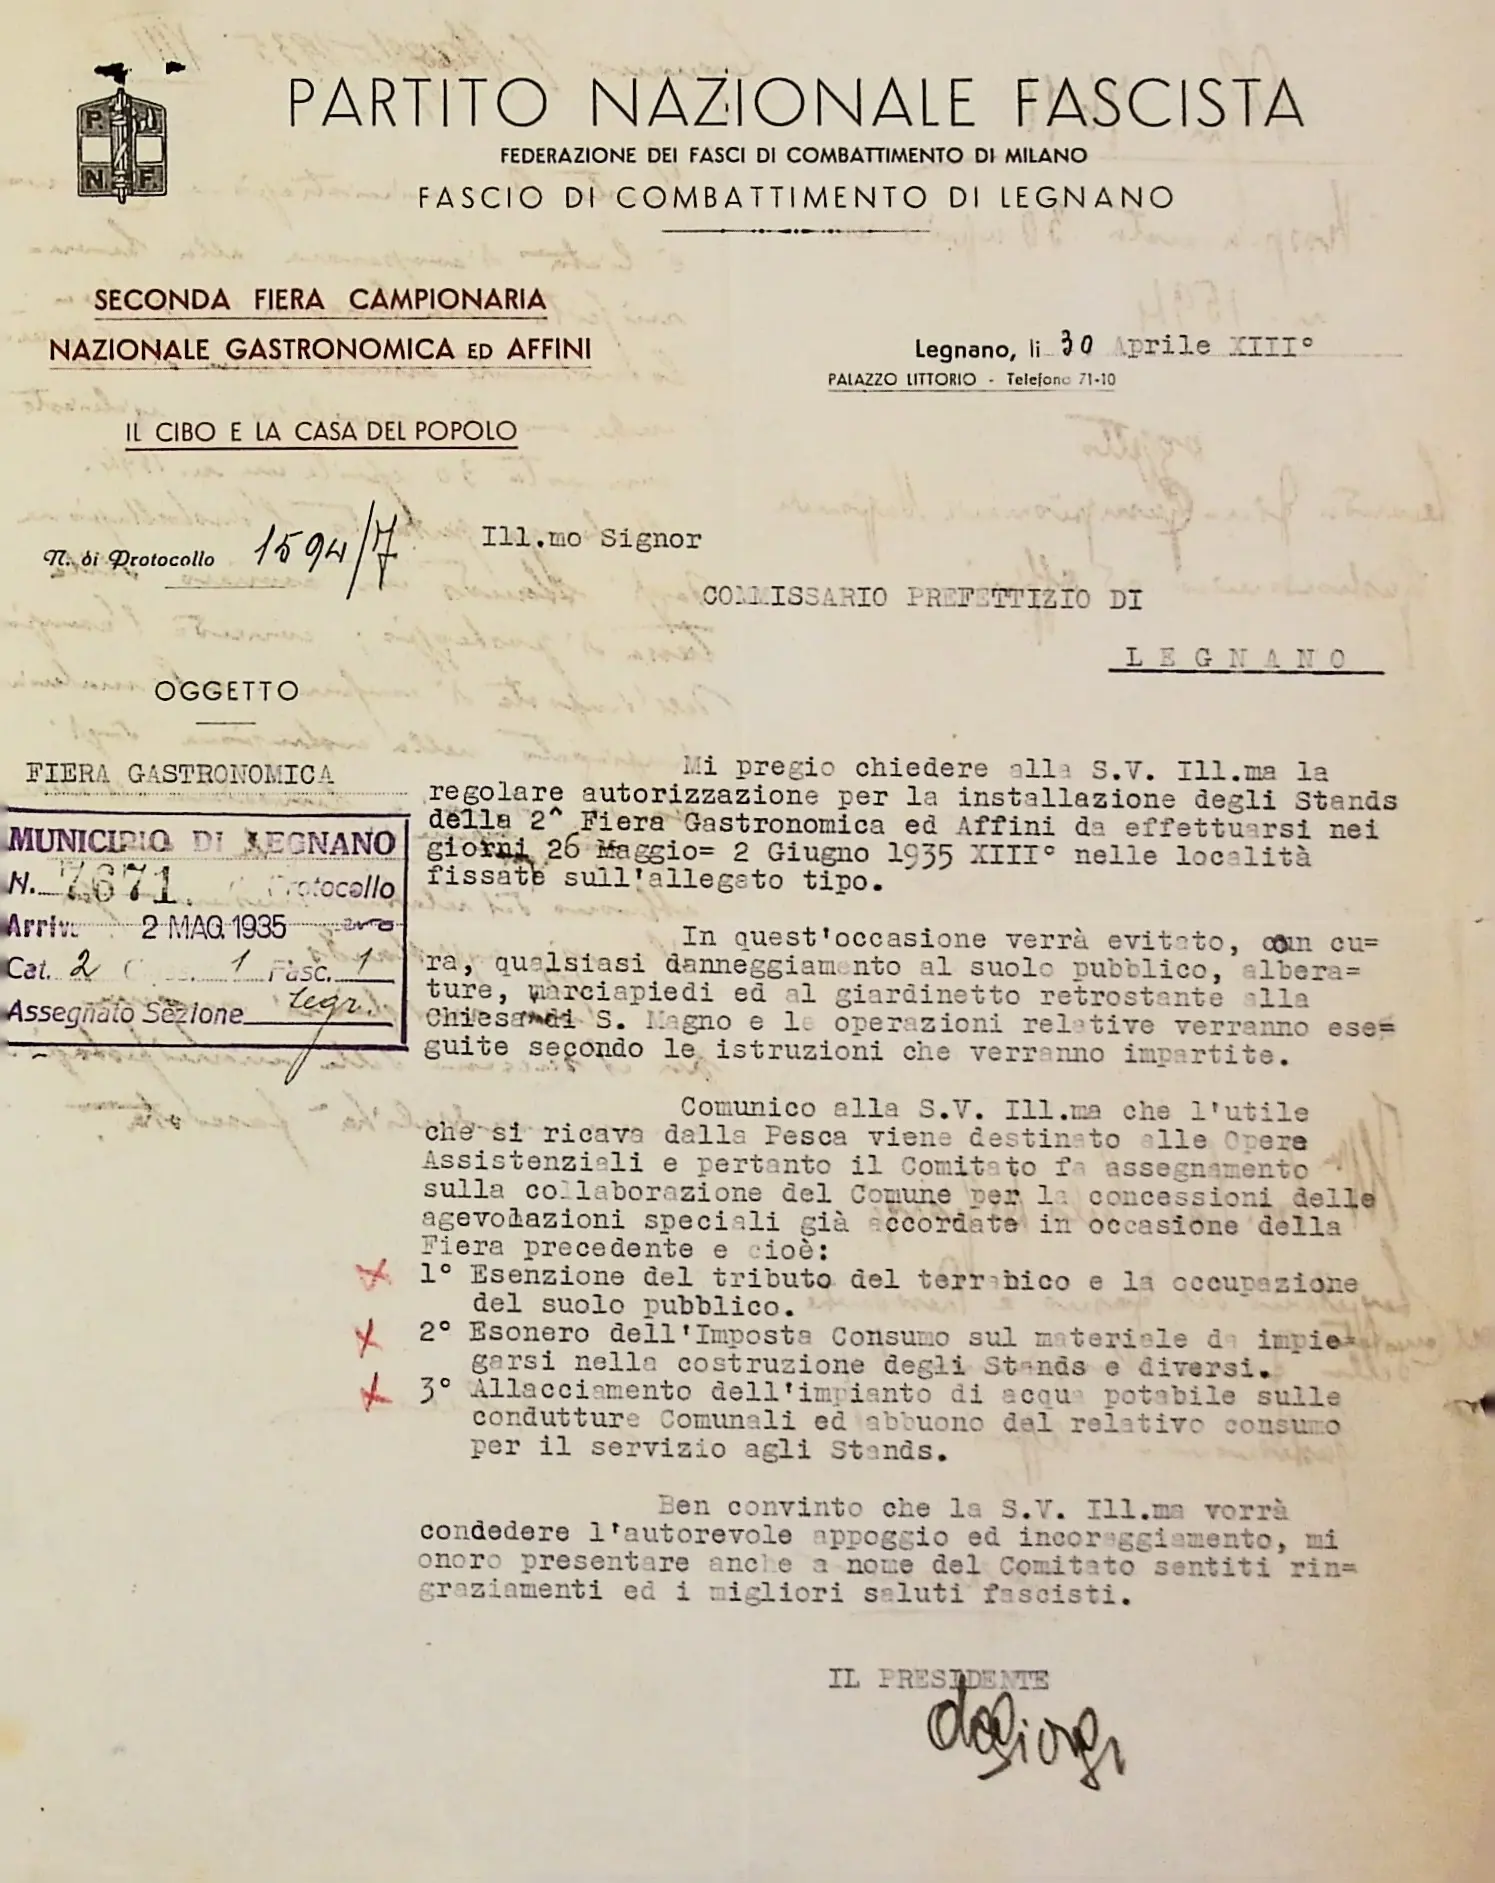 P. N. F.
PARTITO NAZIONALE FASCISTA
FEDERAZIONE DEI FASCI DI COMBATTIMENTO DI MILANO
FASCIO DI COMBATTIMENTO DI LEGNANO
SECONDA FIERA CAMPIONARIA
NAZIONALE GASTRONOMICA ED AFFINI
IL CIBO E LA CASA DEL POPOLO
Legnano, li 30 Aprile XIII°
PALAZZO LITTORIO - Telefono 71-10
N. di Protocollo 1594/7
Ill.mo Signor
COMMISSARIO PREFETTIZIO DI
LEGNANO
OGGETTO
FIERA GASTRONOMICA
MUNICIPIO DI LEGNANO
N. 7671. Protocollo
Arriv. 2 MAG. 1935
Cat. 2 1 Fasc. 1
Assegnato Sezione Segr.
Mi pregio chiedere alla S.V. Ill.ma la
regolare autorizzazione per la installazione degli Stands
della 2^ Fiera Gastronomica ed Affini da effettuarsi nei
giorni 26 Maggio= 2 Giugno 1935 XIII° nelle località
fissate sull'allegato tipo.
In quest'occasione verrà evitato, con cu=
ra, qualsiasi danneggiamento al suolo pubblico, albera=
ture, marciapiedi ed al giardinetto retrostante alla
Chiesa di S. Magno e le operazioni relative verranno ese=
guite secondo le istruzioni che verranno impartite.
Comunico alla S.V. Ill.ma che l'utile
che si ricava dalla Pesca viene destinato alle Opere
Assistenziali e pertanto il Comitato fa assegnamento
sulla collaborazione del Comune per la concessioni delle
agevolazioni speciali già accordate in occasione della
Fiera precedente e cioè:
1° Esenzione del tributo del terrahico e la occupazione
del suolo pubblico.
2° Esonero dell'Imposta Consumo sul materiale da impie=
garsi nella costruzione degli Stands e diversi.
3° Allacciamento dell'impianto di acqua potabile sulle
condutture Comunali ed abbuono del relativo consumo
per il servizio agli Stands.
Ben convinto che la S.V. Ill.ma vorrà
condedere l'autorevole appoggio ed incoraggiamento, mi
onoro presentare anche a nome del Comitato sentiti rin=
graziamenti ed i migliori saluti fascisti.
IL PRESIDENTE
deGiorgi